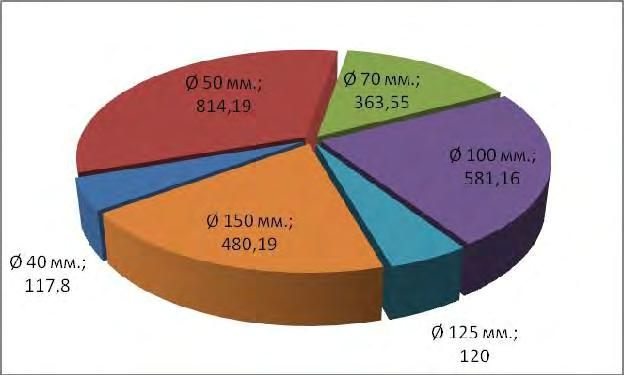 Ø 50 мм.;
814,19
Ø 70 мм.;
363,55
Ø 100 мм.;
581,16
Ø 150 мм.;
480,19
Ø 40 мм.;
117,8
Ø 125 мм.;
120